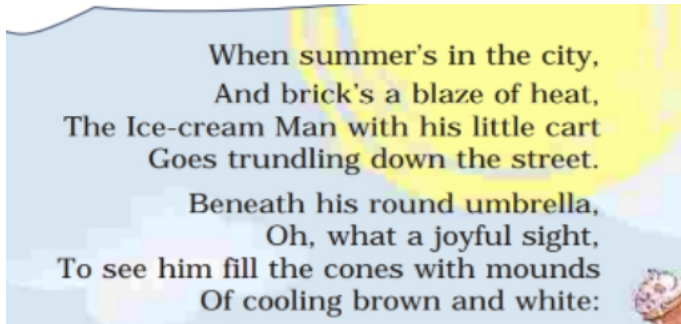 When summer's in the city,
And brick's a blaze of heat,
The Ice-cream Man with his little cart
Goes trundling down the street.
Beneath his round umbrella,
Oh, what a joyful sight,
To see him fill the cones with mounds
Of cooling brown and white: